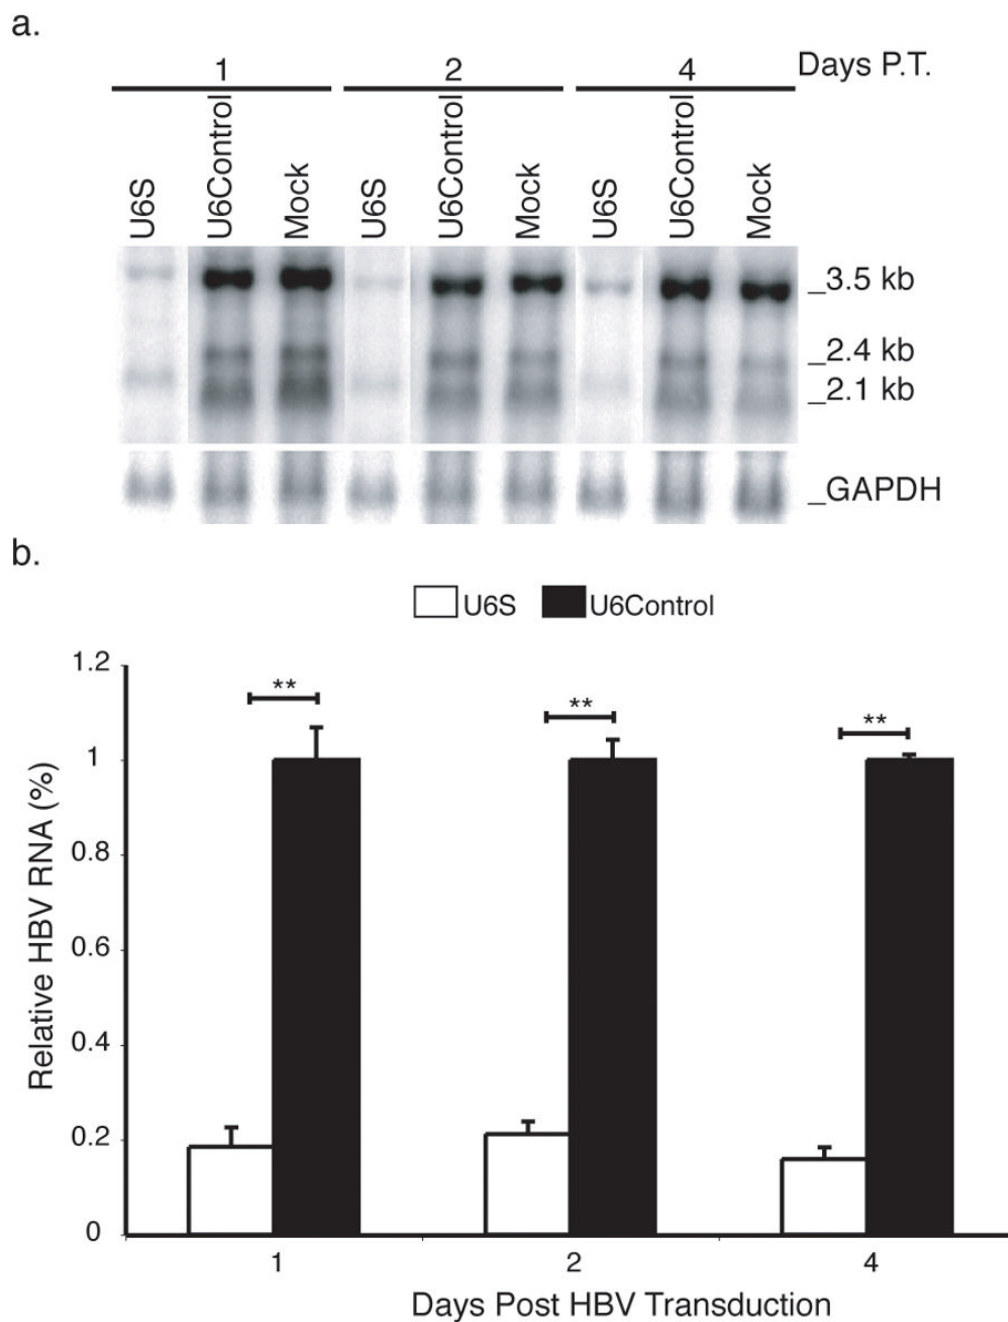 a.
1 2 4 Days P.T.
U6S U6Control Mock U6S U6Control Mock U6S U6Control Mock
_3.5 kb
_2.4 kb
_2.1 kb
_GAPDH
b.
U6S U6Control
1.2
1
0.8
0.6
0.4
0.2
0
** ** **
Relative HBV RNA (%)
1 2 4
Days Post HBV Transduction